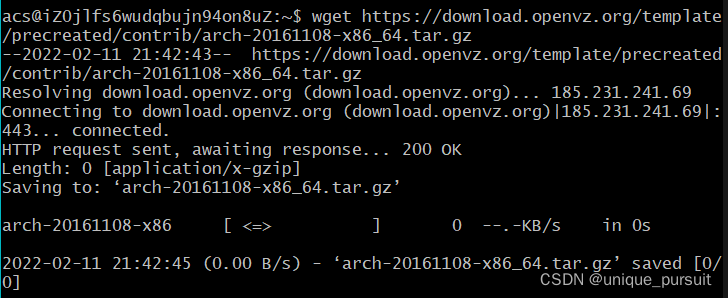 acs@iZ0jlfs6wudqbujn94on8uZ:~$ wget https://download.openvz.org/template
/precreated/contrib/arch-20161108-x86_64.tar.gz
--2022-02-11 21:42:43--  https://download.openvz.org/template/precreated
/contrib/arch-20161108-x86_64.tar.gz
Resolving download.openvz.org (download.openvz.org)... 185.231.241.69
Connecting to download.openvz.org (download.openvz.org)|185.231.241.69|:
443... connected.
HTTP request sent, awaiting response... 200 OK
Length: 0 [application/x-gzip]
Saving to: ‘arch-20161108-x86_64.tar.gz’
arch-20161108-x86     [ <=>          ]       0  --.-KB/s    in 0s
2022-02-11 21:42:45 (0.00 B/s) - ‘arch-20161108-x86_64.tar.gz’ saved [0/
0]
CSDN @unique_pursuit